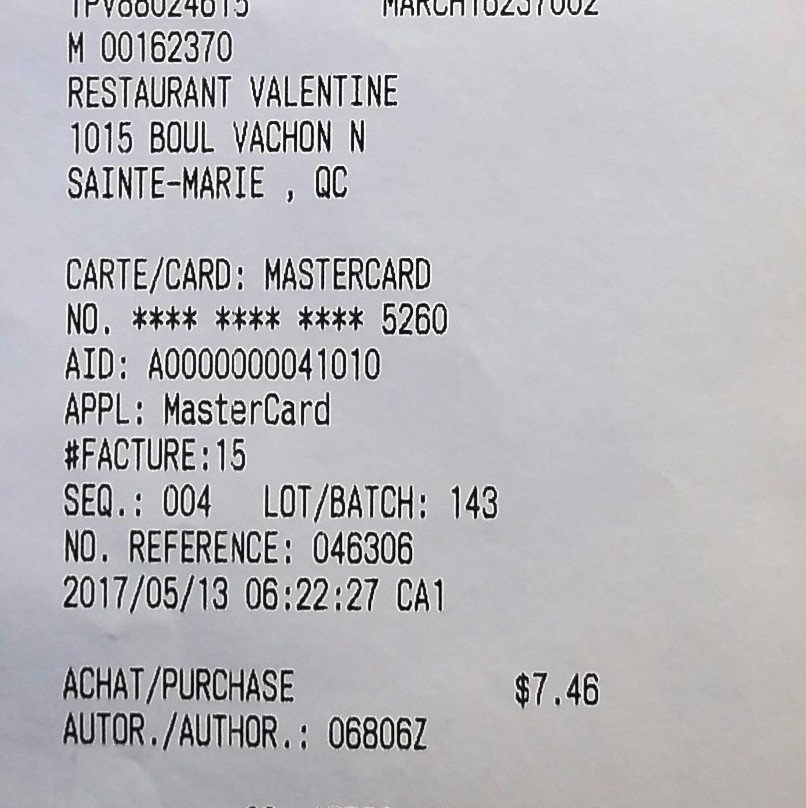 TPV88024615 MARCH16237002
M 00162370
RESTAURANT VALENTINE
1015 BOUL VACHON N
SAINTE-MARIE , QC
CARTE/CARD: MASTERCARD
NO. **** **** **** 5260
AID: A0000000041010
APPL: MasterCard
#FACTURE:15
SEQ.: 004 LOT/BATCH: 143
NO. REFERENCE: 046306
2017/05/13 06:22:27 CA1
ACHAT/PURCHASE $7.46
AUTOR./AUTHOR.: 06806Z